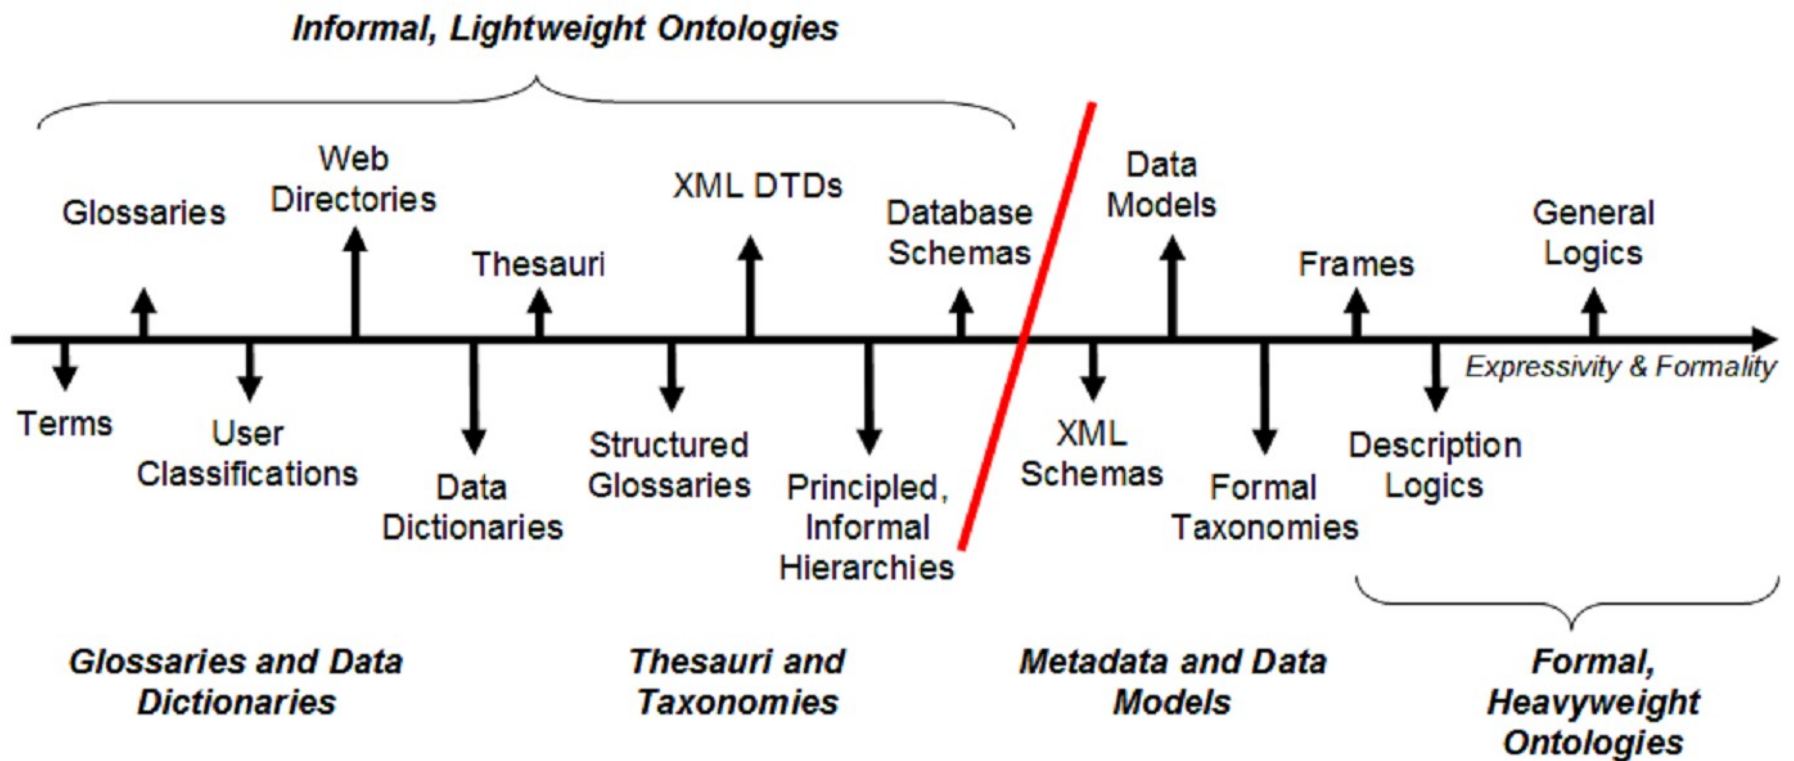 Informal, Lightweight Ontologies
Glossaries
Web
Directories
Thesauri
XML DTDs
Database
Schemas
Data
Models
Frames
General
Logics
Expressivity & Formality
Terms
User
Classifications
Data
Dictionaries
Structured
Glossaries
Principled,
Informal
Hierarchies
XML
Schemas
Formal
Taxonomies
Description
Logics
Glossaries and Data
Dictionaries
Thesauri and
Taxonomies
Metadata and Data
Models
Formal,
Heavyweight
Ontologies